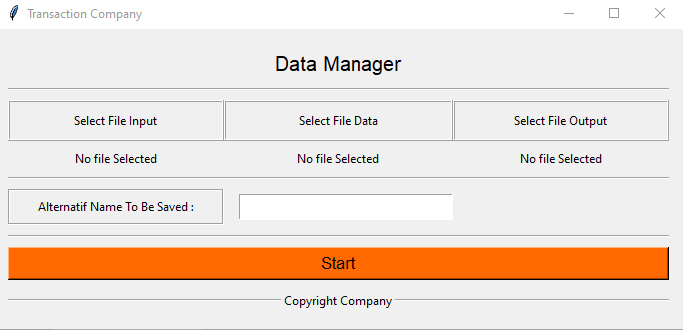 Transaction Company
Data Manager
Select File Input Select File Data Select File Output
No file Selected No file Selected No file Selected
Alternatif Name To Be Saved :
Start
Copyright Company